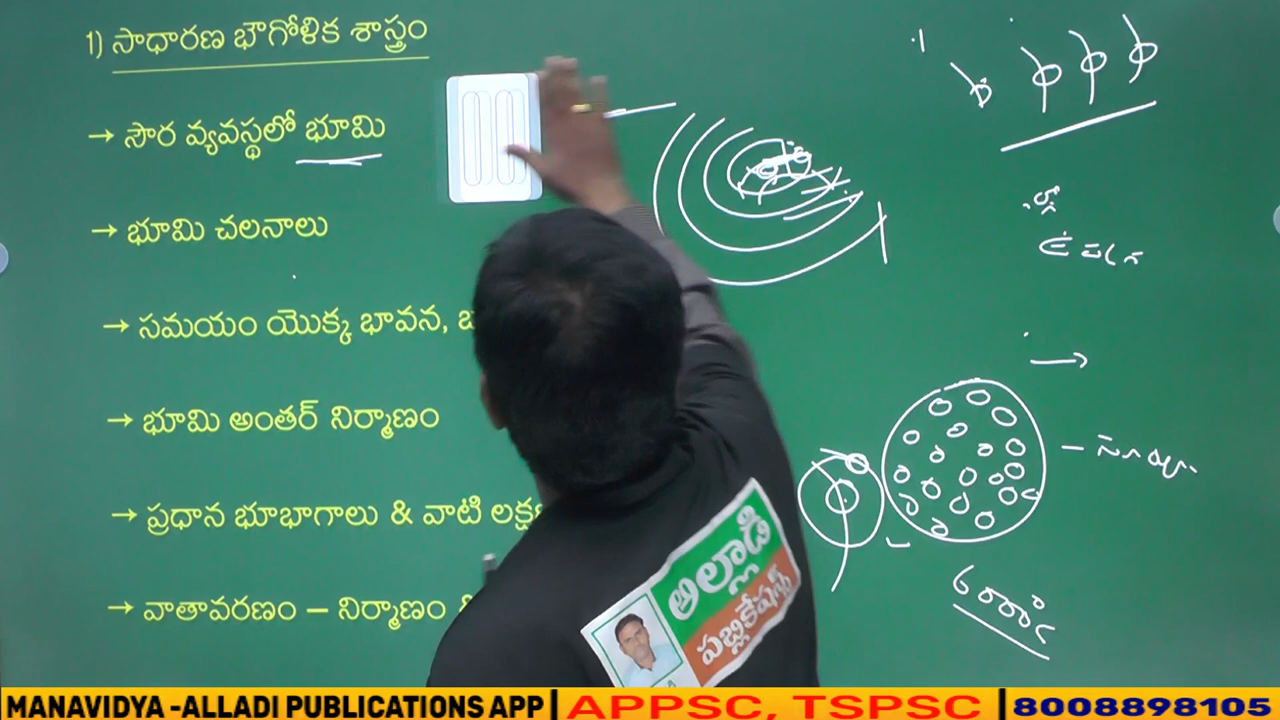 1) సాధారణ భౌగోళిక శాస్త్రం
→ సౌర వ్యవస్థలో భూమి
→ భూమి చలనాలు
→ సమయం యొక్క భావన,
→ భూమి అంతర్ నిర్మాణం
→ ప్రధాన భూభాగాలు & వాటి
→ వాతావరణం – నిర్మాణం
6000°c
అల్లాడి
పబ్లికేషన్స్
MANAVIDYA -ALLADI PUBLICATIONS APP | APPSC, TSPSC | 8008898105